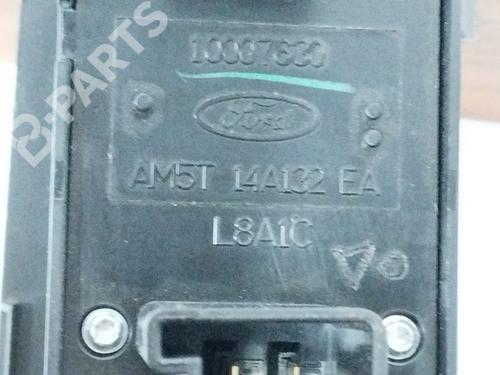 10007630
B-PARTS
Ford
AM5T 14A132 EA
L8A1C